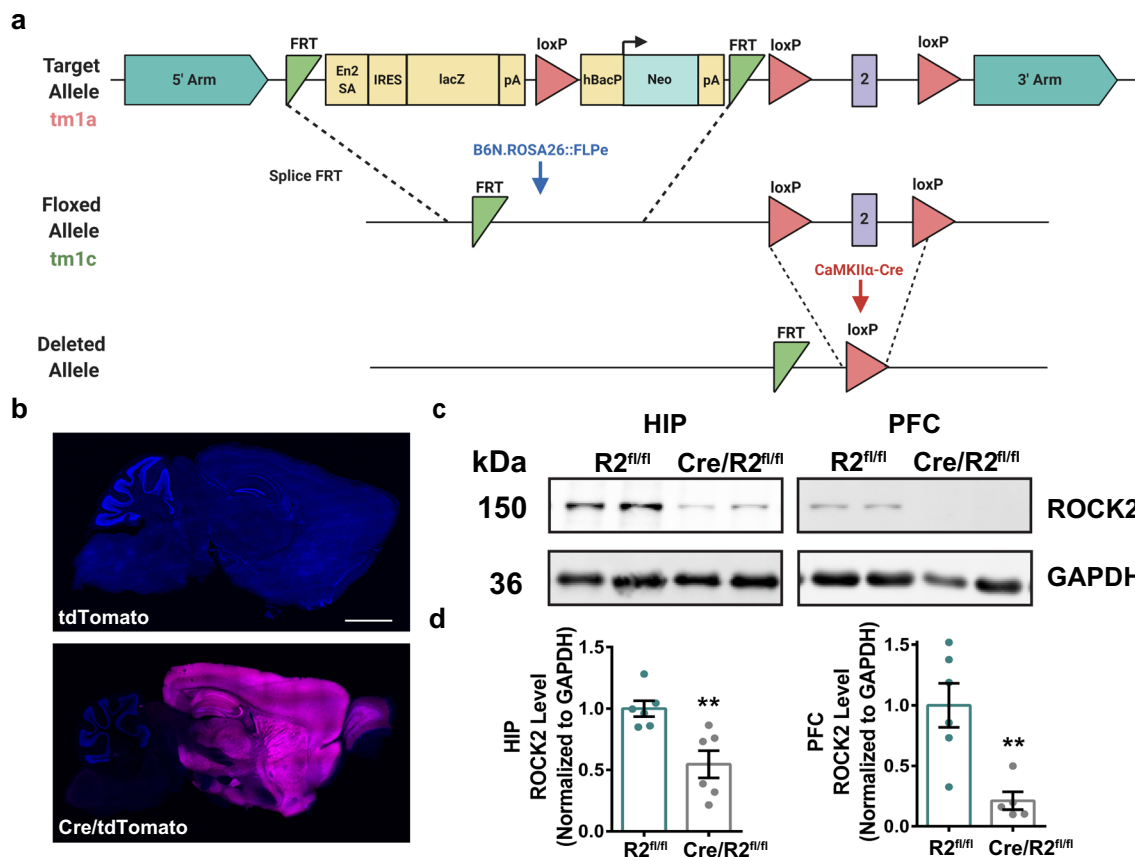 a
FRT
loxP
FRT
loxP
loxP
Target
Allele
tm1a
5' Arm
En2
SA
IRES
lacZ
pA
hBacP
Neo
pA
2
3' Arm
B6N.ROSA26::FLPe
Splice FRT
Floxed
Allele
tm1c
FRT
loxP
2
loxP
CaMKIIα-Cre
Deleted
Allele
FRT
loxP
b
tdTomato
Cre/tdTomato
c
HIP
PFC
kDa
R2fl/fl
Cre/R2fl/fl
R2fl/fl
Cre/R2fl/fl
150
ROCK2
36
GAPDH
d
HIP
ROCK2 Level
(Normalized to GAPDH)
1.5
1.0
0.5
0.0
**
R2fl/fl
Cre/R2fl/fl
PFC
ROCK2 Level
(Normalized to GAPDH)
1.5
1.0
0.5
0.0
**
R2fl/fl
Cre/R2fl/fl